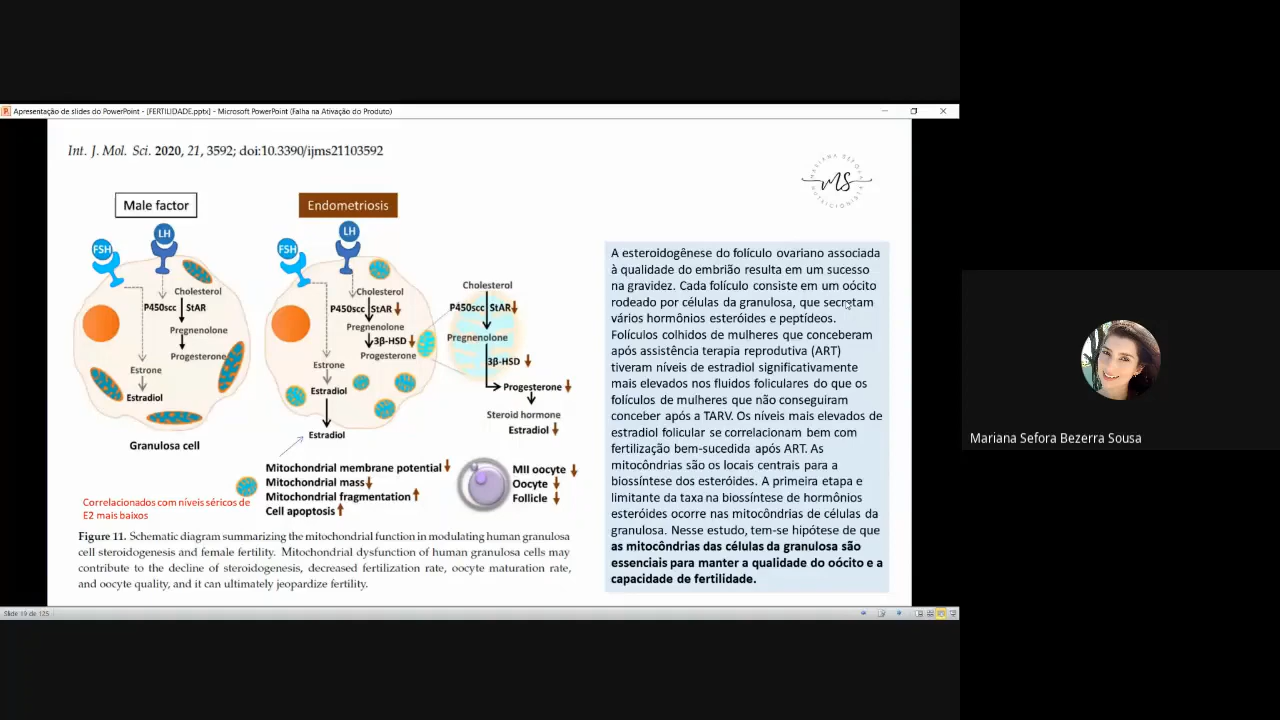 Apresentação de slides do PowerPoint - [FERTILIDADE.pptx] - Microsoft PowerPoint (Falha na Ativação do Produto)
Int. J. Mol. Sci. 2020, 21, 3592; doi:10.3390/ijms21103592
MARIANA SEFORA
MS
NUTRICIONISTA
Male factor
Endometriosis
FSH
LH
Cholesterol
P450scc StAR
Pregnenolone
Progesterone
Estrone
Estradiol
Granulosa cell
FSH
LH
Cholesterol
P450scc StAR
Pregnenolone
3β-HSD
Progesterone
Estrone
Estradiol
Estradiol
Cholesterol
P450scc StAR
Pregnenolone
3β-HSD
Progesterone
Steroid hormone
Estradiol
Mitochondrial membrane potential
Mitochondrial mass
Mitochondrial fragmentation
Cell apoptosis
MII oocyte
Oocyte
Follicle
Correlacionados com níveis séricos de
E2 mais baixos
Figure 11. Schematic diagram summarizing the mitochondrial function in modulating human granulosa
cell steroidogenesis and female fertility. Mitochondrial dysfunction of human granulosa cells may
contribute to the decline of steroidogenesis, decreased fertilization rate, oocyte maturation rate,
and oocyte quality, and it can ultimately jeopardize fertility.
A esteroidogênese do folículo ovariano associada
à qualidade do embrião resulta em um sucesso
na gravidez. Cada folículo consiste em um oócito
rodeado por células da granulosa, que secretam
vários hormônios esteróides e peptídeos.
Folículos colhidos de mulheres que conceberam
após assistência terapia reprodutiva (ART)
tiveram níveis de estradiol significativamente
mais elevados nos fluidos foliculares do que os
folículos de mulheres que não conseguiram
conceber após a TARV. Os níveis mais elevados de
estradiol folicular se correlacionam bem com
fertilização bem-sucedida após ART. As
mitocôndrias são os locais centrais para a
biossíntese dos esteróides. A primeira etapa e
limitante da taxa na biossíntese de hormônios
esteróides ocorre nas mitocôndrias de células da
granulosa. Nesse estudo, tem-se hipótese de que
as mitocôndrias das células da granulosa são
essenciais para manter a qualidade do oócito e a
capacidade de fertilidade.
Slide 19 de 125
Mariana Sefora Bezerra Sousa